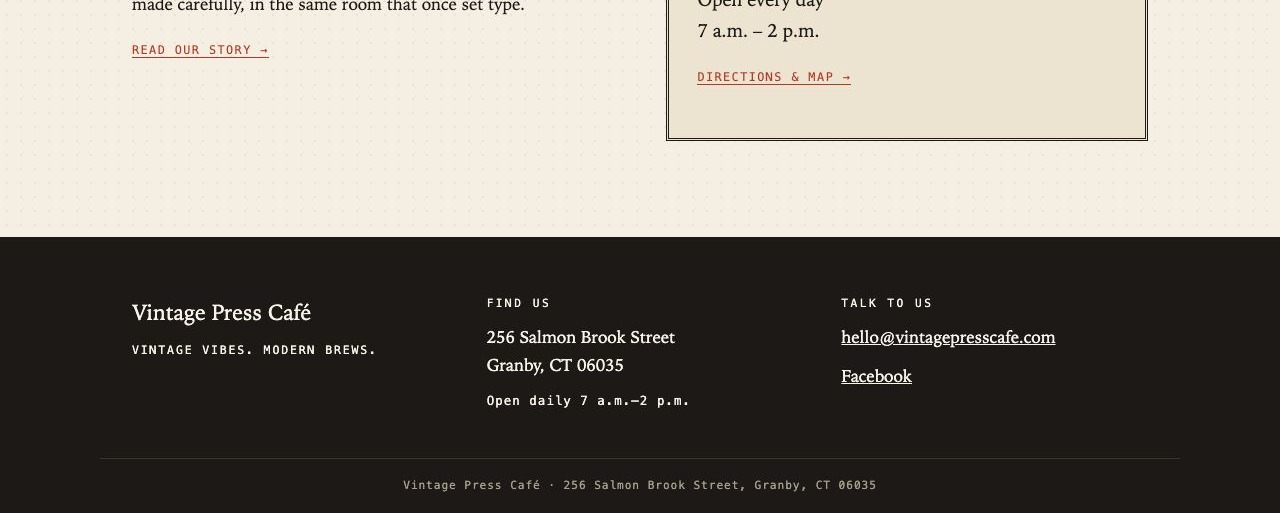 made carefully, in the same room that once set type.
READ OUR STORY →
Open every day
7 a.m. – 2 p.m.
DIRECTIONS & MAP →
Vintage Press Café
VINTAGE VIBES. MODERN BREWS.
FIND US
256 Salmon Brook Street
Granby, CT 06035
Open daily 7 a.m.–2 p.m.
TALK TO US
hello@vintagepresscafe.com
Facebook
Vintage Press Café · 256 Salmon Brook Street, Granby, CT 06035